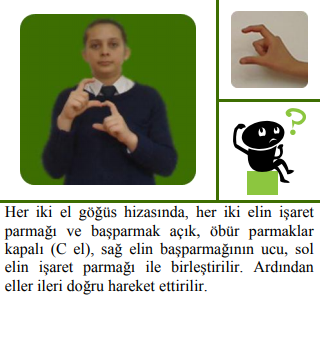 Her iki el göğüs hizasında, her iki elin işaret
parmağı ve başparmak açık, öbür parmaklar
kapalı (C el), sağ elin başparmağının ucu, sol
elin işaret parmağı ile birleştirilir. Ardından
eller ileri doğru hareket ettirilir.